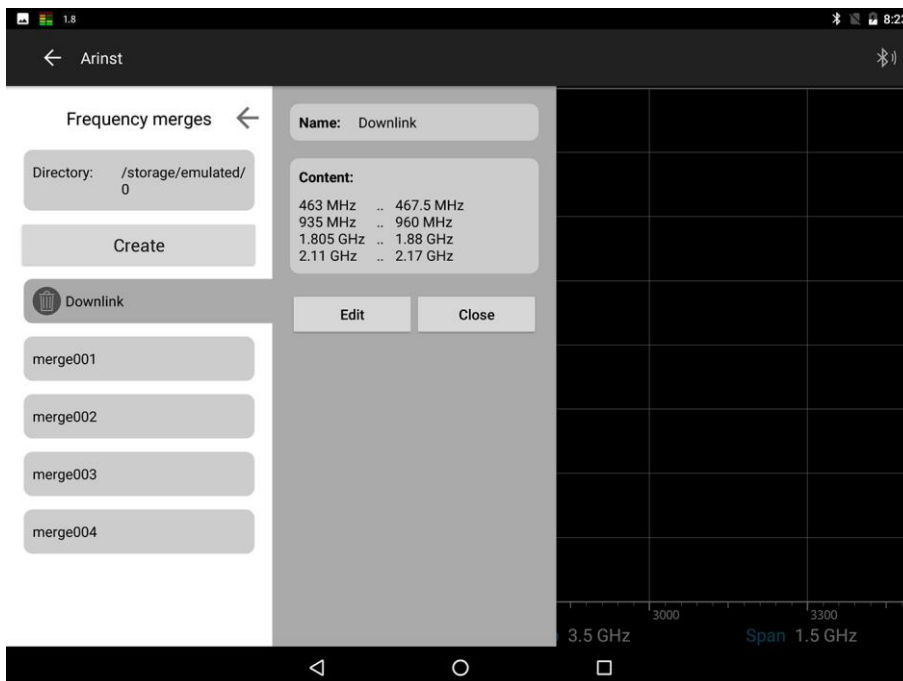 1.8
8:23
Arinst
Frequency merges
Directory: /storage/emulated/
0
Create
Downlink
merge001
merge002
merge003
merge004
Name: Downlink
Content:
463 MHz .. 467.5 MHz
935 MHz .. 960 MHz
1.805 GHz .. 1.88 GHz
2.11 GHz .. 2.17 GHz
Edit Close
3000 3300
3.5 GHz Span 1.5 GHz